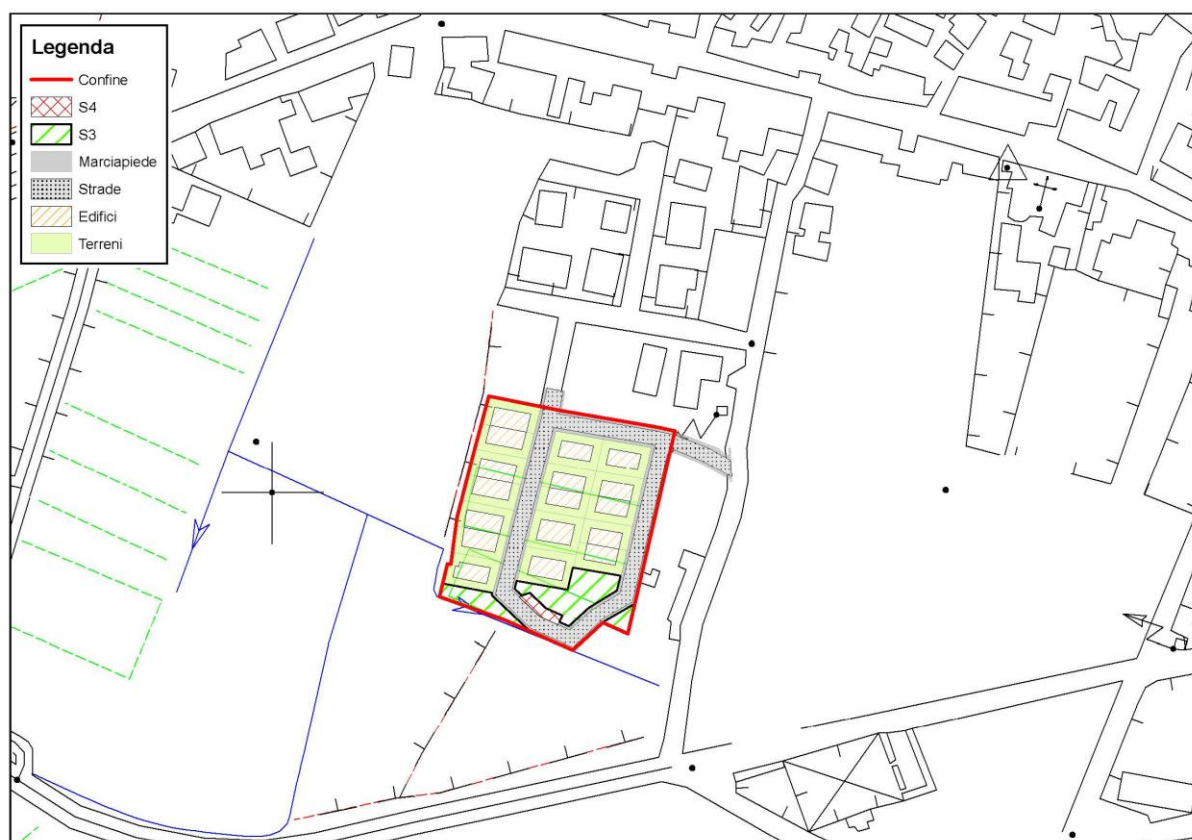 Legenda
Confine
S4
S3
Marciapiede
Strade
Edifici
Terreni